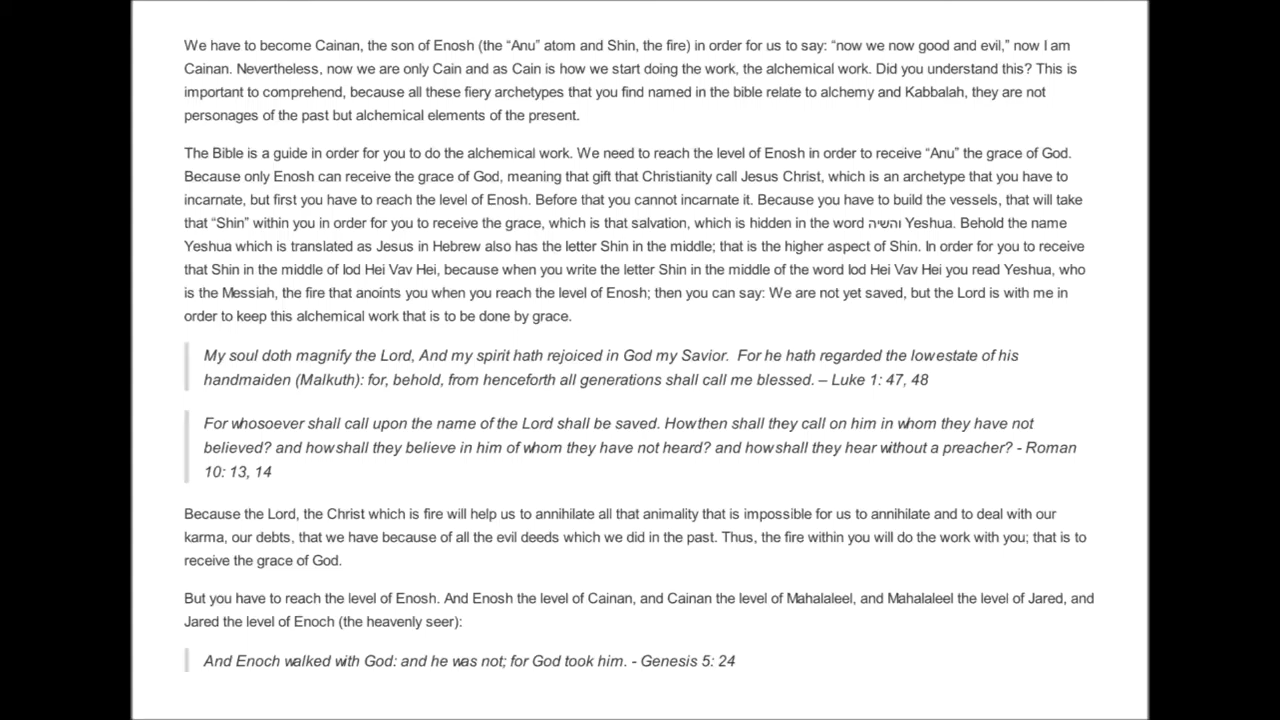 We have to become Cainan, the son of Enosh (the “Anu” atom and Shin, the fire) in order for us to say: “now we now good and evil,” now I am
Cainan. Nevertheless, now we are only Cain and as Cain is how we start doing the work, the alchemical work. Did you understand this? This is
important to comprehend, because all these fiery archetypes that you find named in the bible relate to alchemy and Kabbalah, they are not
personages of the past but alchemical elements of the present.
The Bible is a guide in order for you to do the alchemical work. We need to reach the level of Enosh in order to receive “Anu” the grace of God.
Because only Enosh can receive the grace of God, meaning that gift that Christianity call Jesus Christ, which is an archetype that you have to
incarnate, but first you have to reach the level of Enosh. Before that you cannot incarnate it. Because you have to build the vessels, that will take
that “Shin” within you in order for you to receive the grace, which is that salvation, which is hidden in the word והשיה Yeshua. Behold the name
Yeshua which is translated as Jesus in Hebrew also has the letter Shin in the middle; that is the higher aspect of Shin. In order for you to receive
that Shin in the middle of Iod Hei Vav Hei, because when you write the letter Shin in the middle of the word Iod Hei Vav Hei you read Yeshua, who
is the Messiah, the fire that anoints you when you reach the level of Enosh; then you can say: We are not yet saved, but the Lord is with me in
order to keep this alchemical work that is to be done by grace.
My soul doth magnify the Lord, And my spirit hath rejoiced in God my Savior. For he hath regarded the lowestate of his
handmaiden (Malkuth): for, behold, from henceforth all generations shall call me blessed. – Luke 1: 47, 48
For whosoever shall call upon the name of the Lord shall be saved. Howthen shall they call on him in whom they have not
believed? and howshall they believe in him of whom they have not heard? and howshall they hear without a preacher? - Roman
10: 13, 14
Because the Lord, the Christ which is fire will help us to annihilate all that animality that is impossible for us to annihilate and to deal with our
karma, our debts, that we have because of all the evil deeds which we did in the past. Thus, the fire within you will do the work with you; that is to
receive the grace of God.
But you have to reach the level of Enosh. And Enosh the level of Cainan, and Cainan the level of Mahalaleel, and Mahalaleel the level of Jared, and
Jared the level of Enoch (the heavenly seer):
And Enoch walked with God: and he was not; for God took him. - Genesis 5: 24